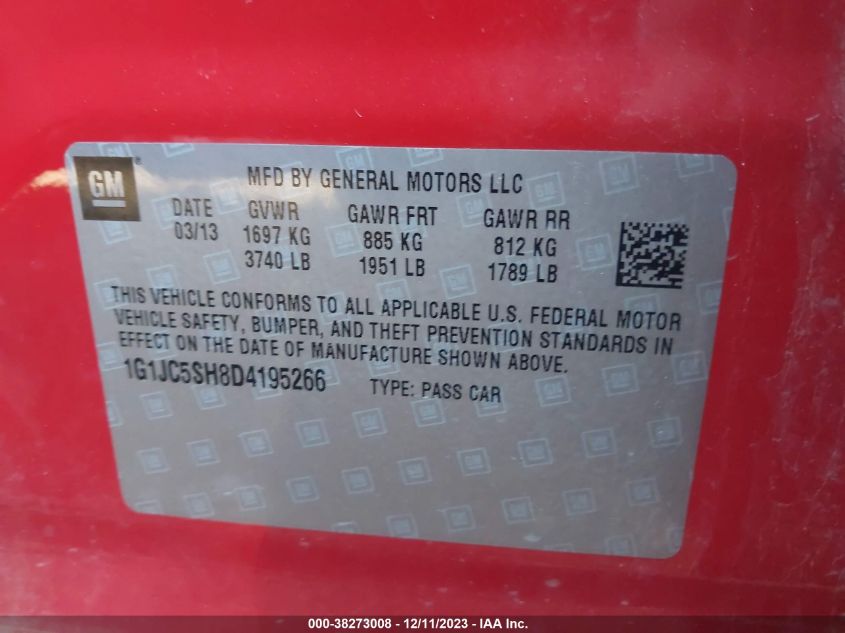 GM ®
MFD BY GENERAL MOTORS LLC
DATE GVWR GAWR FRT GAWR RR
03/13 1697 KG 885 KG 812 KG
3740 LB 1951 LB 1789 LB
THIS VEHICLE CONFORMS TO ALL APPLICABLE U.S. FEDERAL MOTOR
VEHICLE SAFETY, BUMPER, AND THEFT PREVENTION STANDARDS IN
EFFECT ON THE DATE OF MANUFACTURE SHOWN ABOVE.
1G1JC5SH8D4195266 TYPE: PASS CAR
000-38273008 - 12/11/2023 - IAA Inc.